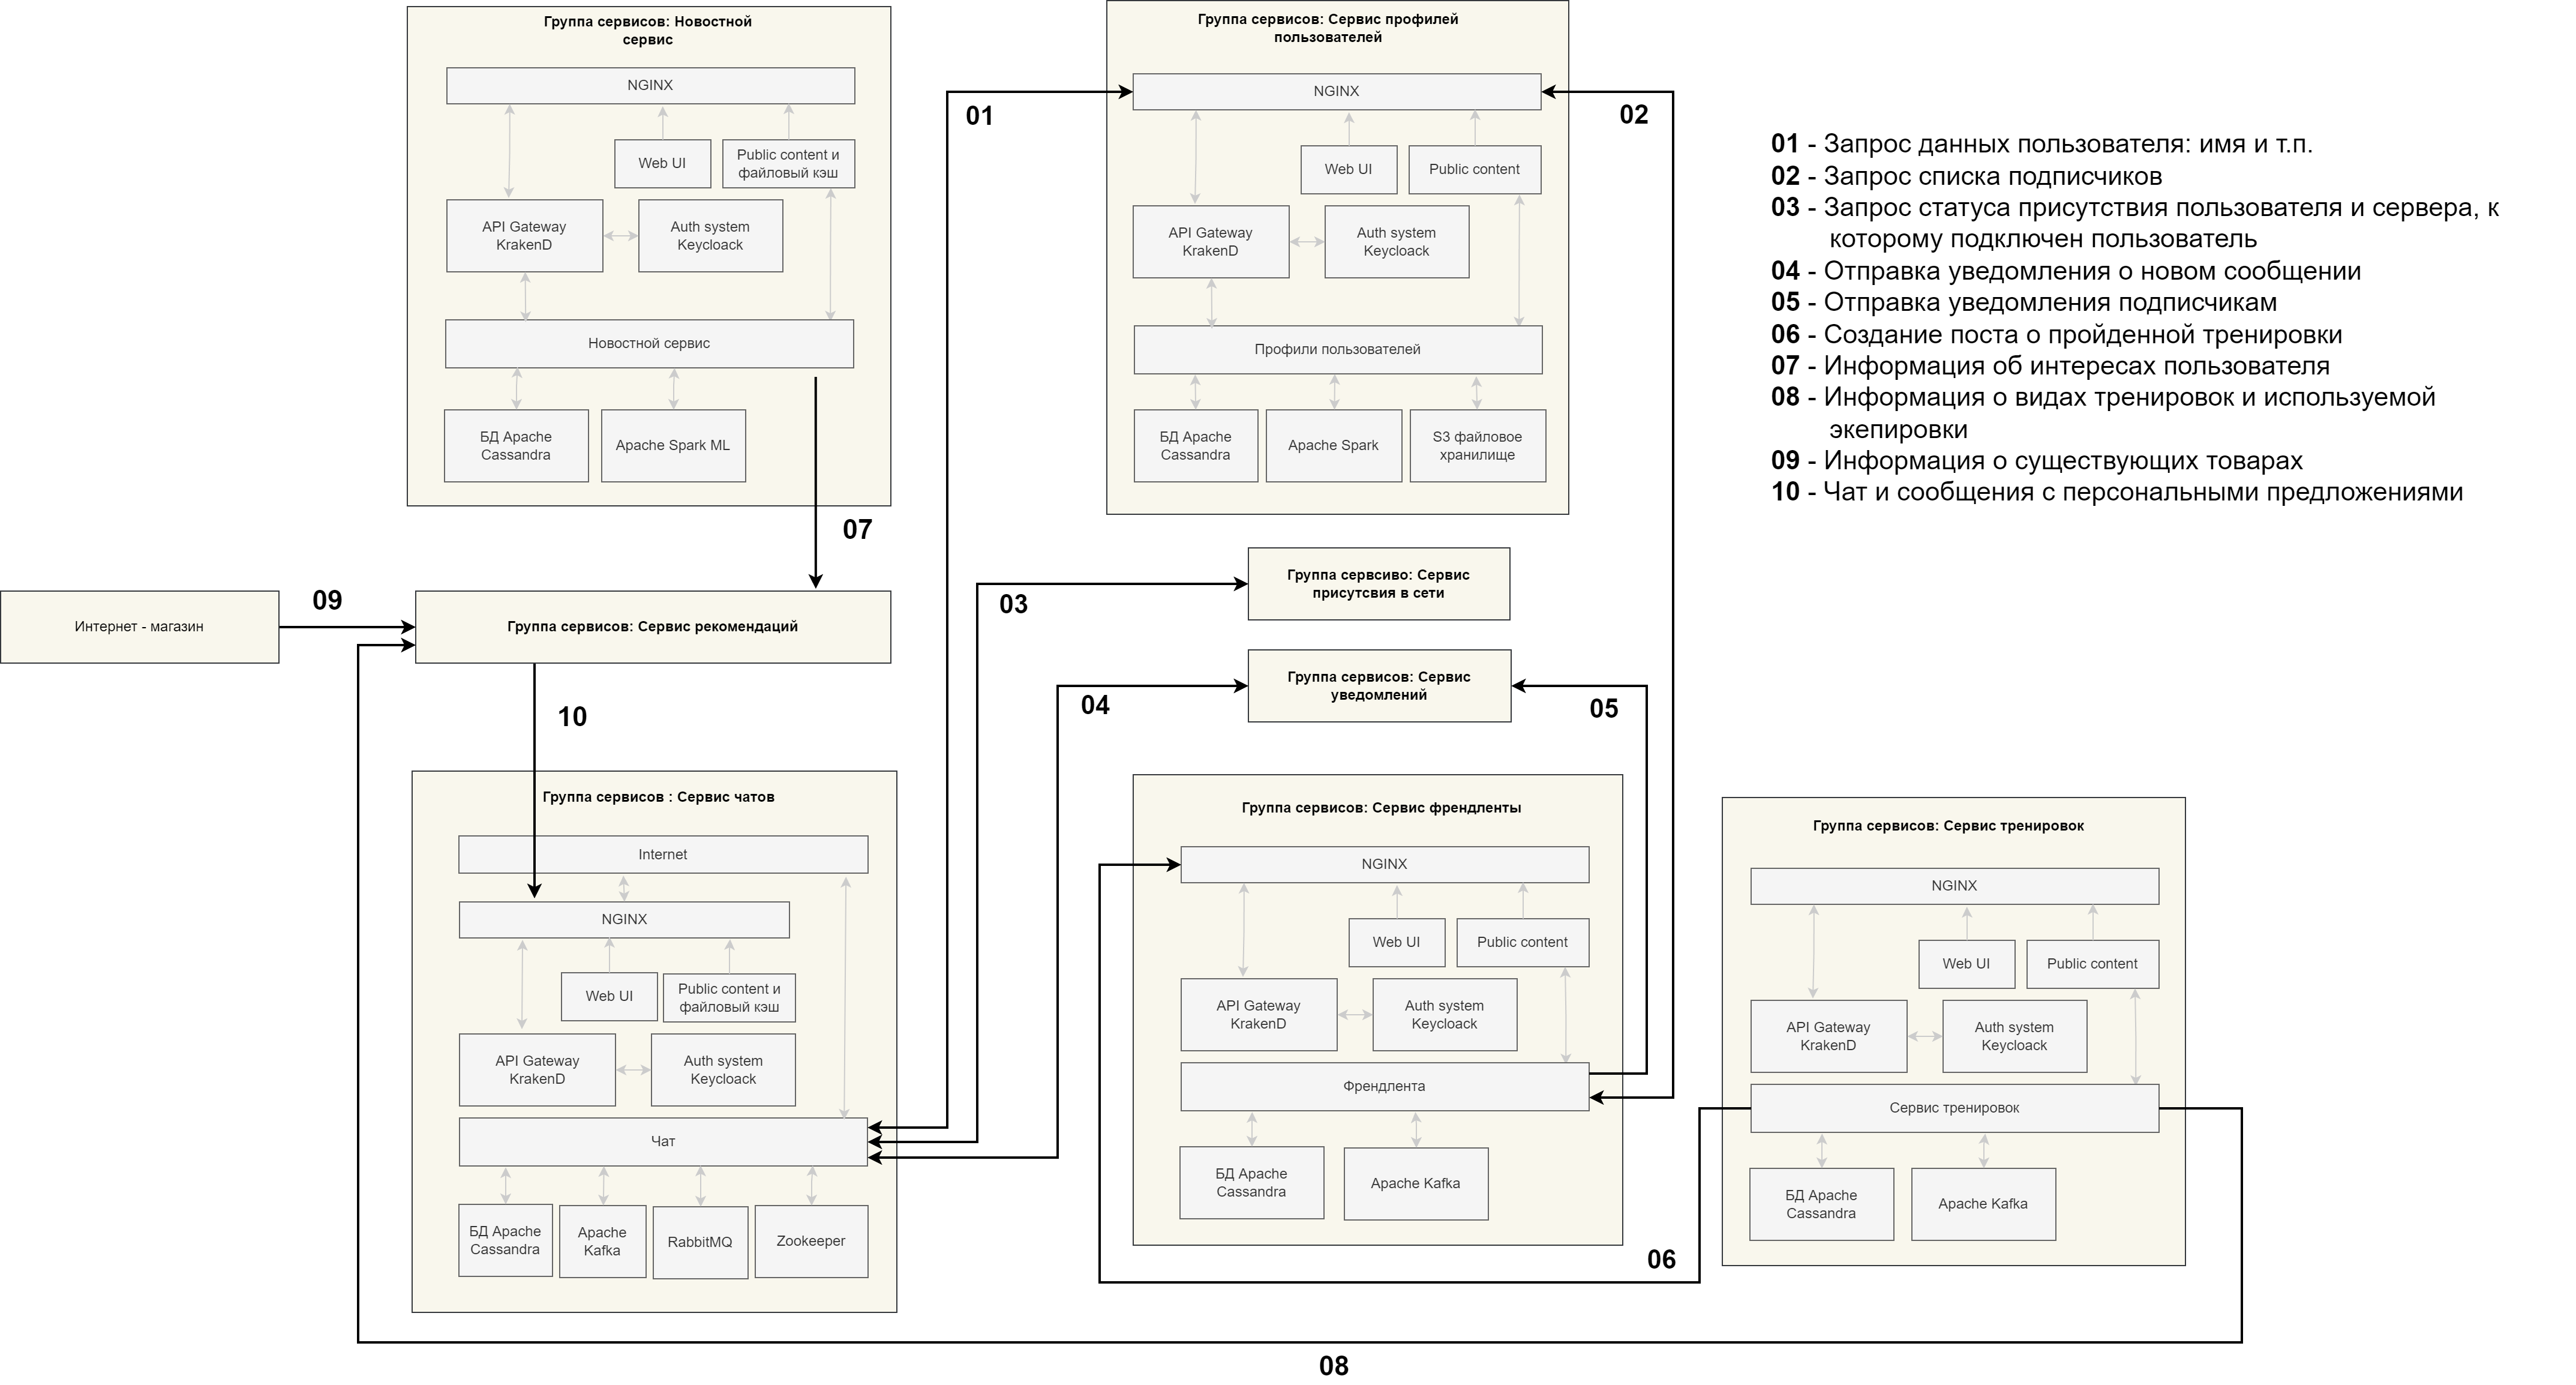 Группа сервисов: Новостной
сервис
NGINX
Web UI
Public content и
файловый кэш
API Gateway
KrakenD
Auth system
Keycloack
Новостной сервис
БД Apache
Cassandra
Apache Spark ML
07
Группа сервисов: Сервис профилей
пользователей
NGINX
01
02
Web UI
Public content
API Gateway
KrakenD
Auth system
Keycloack
Профили пользователей
БД Apache
Cassandra
Apache Spark
S3 файловое
хранилище
01 - Запрос данных пользователя: имя и т.п.
02 - Запрос списка подписчиков
03 - Запрос статуса присутствия пользователя и сервера, к
которому подключен пользователь
04 - Отправка уведомления о новом сообщении
05 - Отправка уведомления подписчикам
06 - Создание поста о пройденной тренировки
07 - Информация об интересах пользователя
08 - Информация о видах тренировок и используемой
экепировки
09 - Информация о существующих товарах
10 - Чат и сообщения с персональными предложениями
Интернет - магазин
09
Группа сервисов: Сервис рекомендаций
10
Группа сервсиво: Сервис
присутсвия в сети
03
Группа сервисов: Сервис
уведомлений
04
05
Группа сервисов : Сервис чатов
Internet
NGINX
Web UI
Public content и
файловый кэш
API Gateway
KrakenD
Auth system
Keycloack
Чат
БД Apache
Cassandra
Apache
Kafka
RabbitMQ
Zookeeper
Группа сервисов: Сервис френдленты
NGINX
Web UI
Public content
API Gateway
KrakenD
Auth system
Keycloack
Френдлента
БД Apache
Cassandra
Apache Kafka
06
Группа сервисов: Сервис тренировок
NGINX
Web UI
Public content
API Gateway
KrakenD
Auth system
Keycloack
Сервис тренировок
БД Apache
Cassandra
Apache Kafka
08